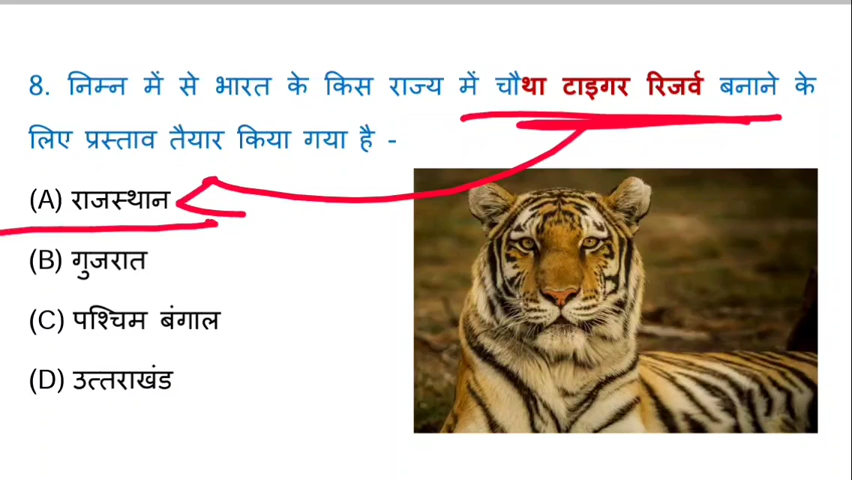 8. निम्न में से भारत के किस राज्य में चौथा टाइगर रिजर्व बनाने के
लिए प्रस्ताव तैयार किया गया है -
(A) राजस्थान
(B) गुजरात
(C) पश्चिम बंगाल
(D) उत्तराखंड